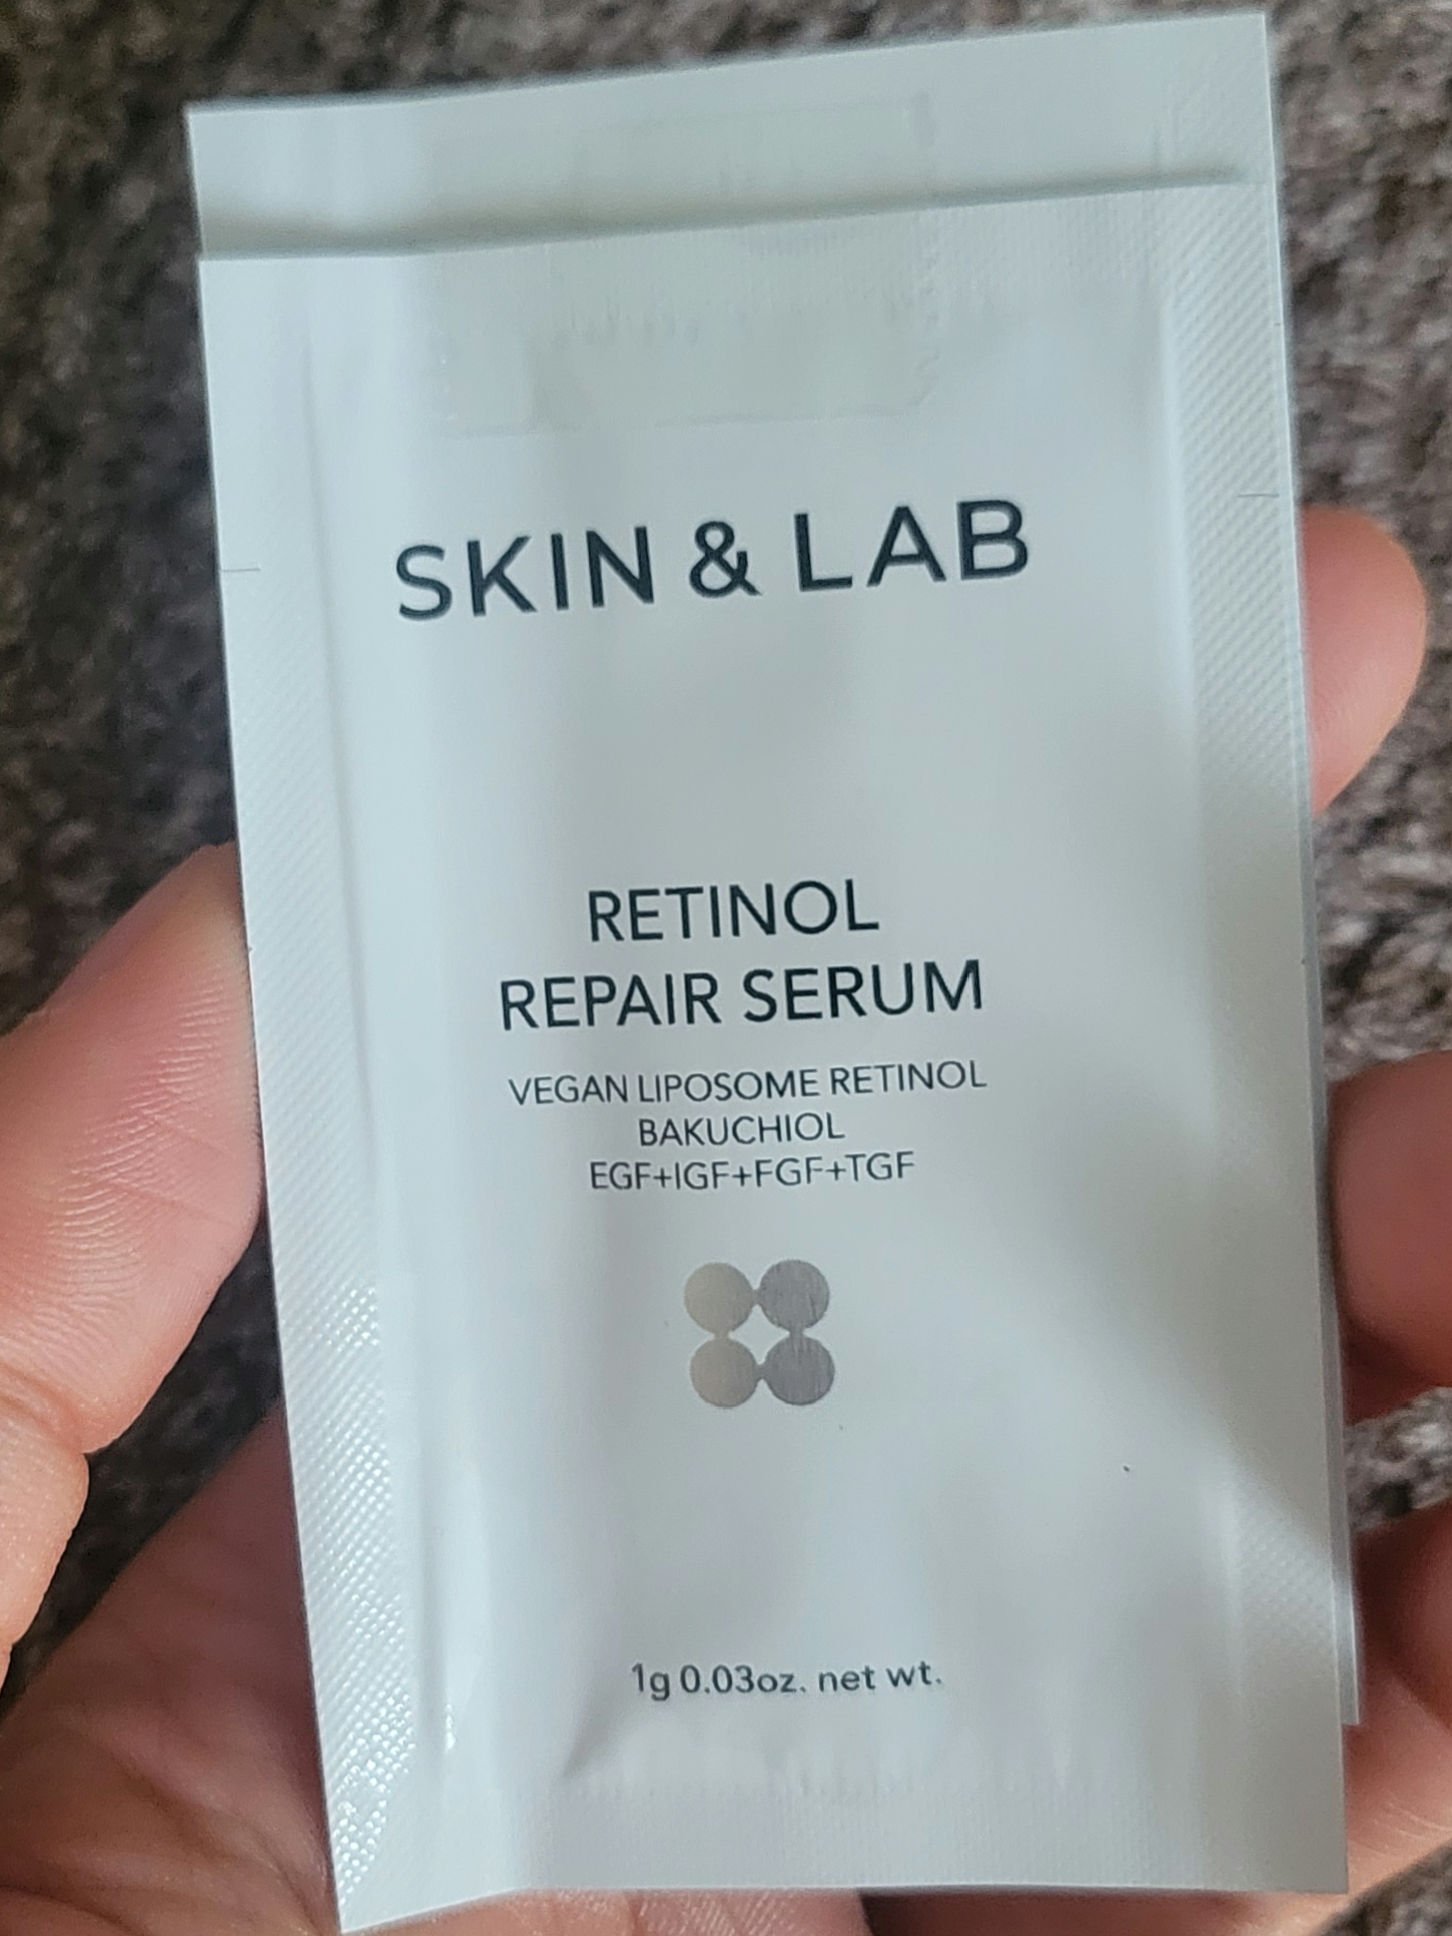 SKIN & LAB
RETINOL
REPAIR SERUM
VEGAN LIPOSOME RETINOL
BAKUCHIOL
EGF+IGF+FGF+TGF
1g 0.03oz. net wt.